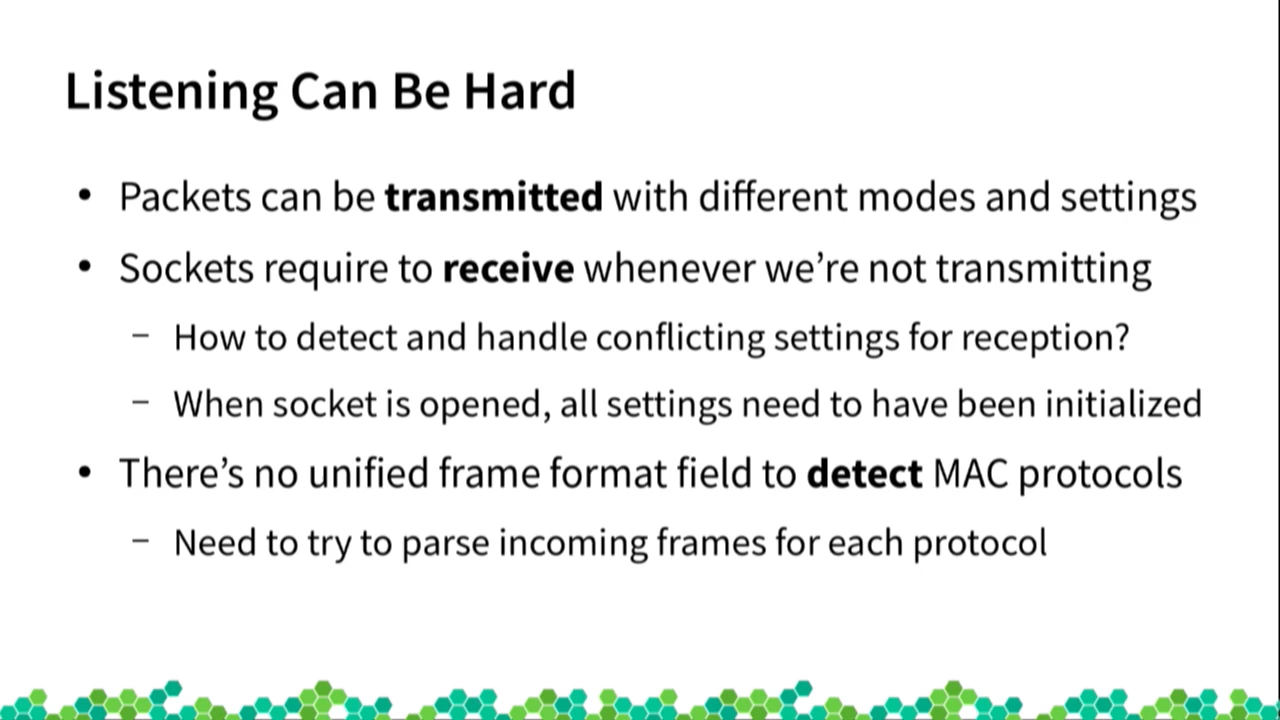 Listening Can Be Hard
• Packets can be transmitted with different modes and settings
• Sockets require to receive whenever we’re not transmitting
– How to detect and handle conflicting settings for reception?
– When socket is opened, all settings need to have been initialized
• There’s no unified frame format field to detect MAC protocols
– Need to try to parse incoming frames for each protocol